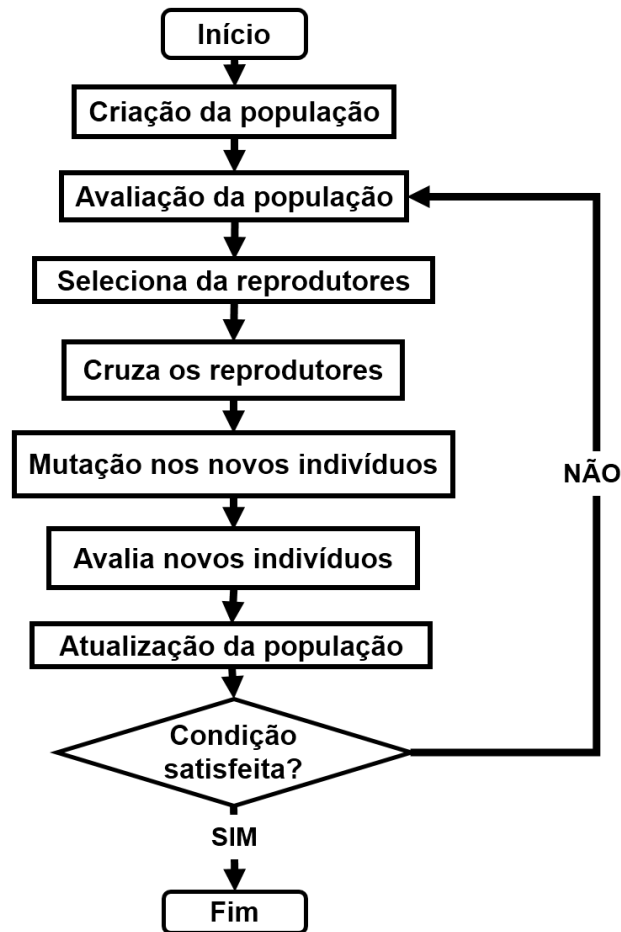 Início
Criação da população
Avaliação da população
Seleciona da reprodutores
Cruza os reprodutores
Mutação nos novos indivíduos
NÃO
Avalia novos indivíduos
Atualização da população
Condição
satisfeita?
SIM
Fim